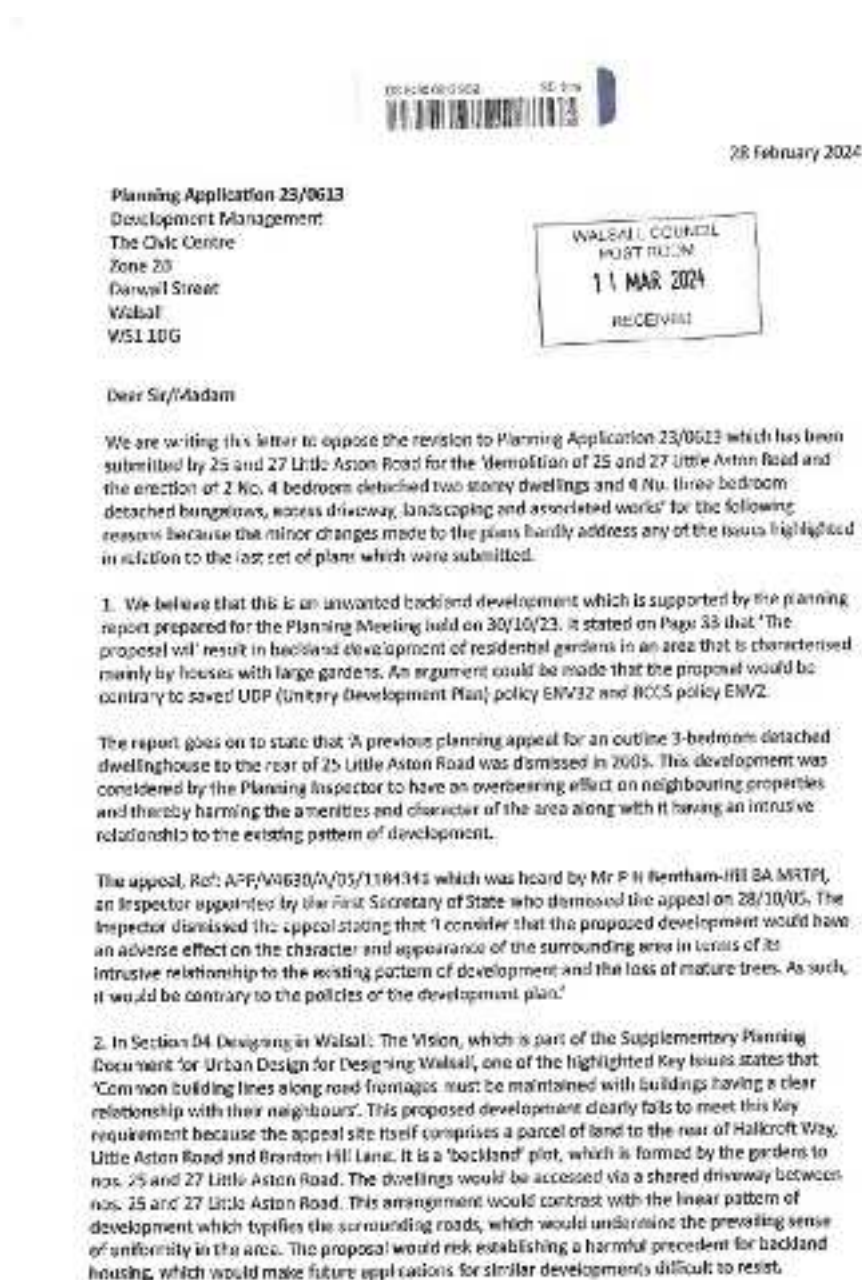 28 February 2024
Planning Application 23/0613
Development Management
The Civic Centre
Zone 2B
Darwall Street
Walsall
WS1 1DG
WALSALL COUNCIL
POST ROOM
11 MAR 2024
RECEIVED
Dear Sir/Madam
We are writing this letter to oppose the revision to Planning Application 23/0613 which has been
submitted by 25 and 27 Little Aston Road for the 'demolition of 25 and 27 Little Aston Road and
the erection of 2 No. 4 bedroom detached two storey dwellings and 4 No. three bedroom
detached bungalows, access driveway, landscaping and associated works' for the following
reasons because the minor changes made to the plans hardly address any of the issues highlighted
in relation to the last set of plans which were submitted.
1. We believe that this is an unwanted backland development which is supported by the planning
report prepared for the Planning Meeting held on 30/10/23. It stated on Page 33 that 'The
proposal will result in backland development of residential gardens in an area that is characterised
mainly by houses with large gardens. An argument could be made that the proposal would be
contrary to saved UDP (Unitary Development Plan) policy ENV32 and BCCS policy ENV2.
The report goes on to state that 'A previous planning appeal for an outline 3-bedroom detached
dwellinghouse to the rear of 25 Little Aston Road was dismissed in 2005. This development was
considered by the Planning Inspector to have an overbearing effect on neighbouring properties
and thereby harming the amenities and character of the area along with it having an intrusive
relationship to the existing pattern of development.
The appeal, Ref: which was heard by Mr P N Bentham-Hill BA MRTPI,
an Inspector appointed by the First Secretary of State who dismissed the appeal on 28/10/05. The
Inspector dismissed the appeal stating that 'I consider that the proposed development would have
an adverse effect on the character and appearance of the surrounding area in terms of its
intrusive relationship to the existing pattern of development and the loss of mature trees. As such,
it would be contrary to the policies of the development plan.'
2. In Section 04 Designing in Walsall: The Vision, which is part of the Supplementary Planning
Document for Urban Design for Designing Walsall', one of the highlighted Key Issues states that
'Common building lines along road frontages must be maintained with buildings having a clear
relationship with their neighbours'. This proposed development clearly fails to meet this Key
requirement because the appeal site itself comprises a parcel of land to the rear of Hallcroft Way,
Little Aston Road and Branton Hill Lane. It is a 'backland' plot, which is formed by the gardens to
nos. 25 and 27 Little Aston Road. The dwellings would be accessed via a shared driveway between
nos. 25 and 27 Little Aston Road. This arrangement would contrast with the linear pattern of
development which typifies the surrounding roads, which would undermine the prevailing sense
of uniformity in the area. The proposal would risk establishing a harmful precedent for backland
housing, which would make future applications for similar developments difficult to resist.